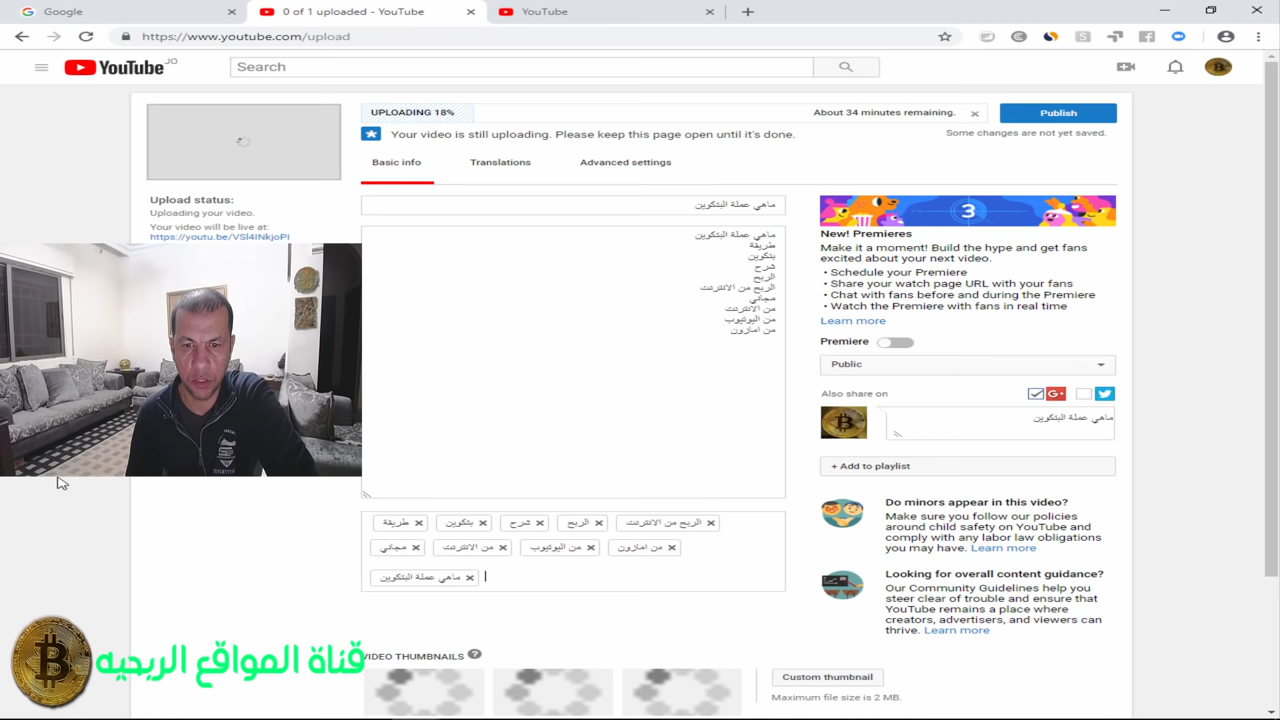 Google
0 of 1 uploaded - YouTube
YouTube
https://www.youtube.com/upload
YouTube JO
Search
UPLOADING 18%
About 34 minutes remaining.
Publish
Your video is still uploading. Please keep this page open until it's done.
Some changes are not yet saved.
Basic info
Translations
Advanced settings
Upload status:
Uploading your video.
Your video will be live at:
https://youtu.be/VSl4INkjoPI
ماهي عملة البتكوين
ماهي عملة البتكوين
طريقة
بتكوين
شرح
الربح
الربح من الانترنت
مجاني
من الانترنت
من اليوتيوب
من امازون
3
New! Premieres
Make it a moment! Build the hype and get fans
excited about your next video.
• Schedule your Premiere
• Share your watch page URL with your fans
• Chat with fans before and during the Premiere
• Watch the Premiere with fans in real time
Learn more
Premiere
Public
Also share on
G+
ماهي عملة البتكوين
+ Add to playlist
Do minors appear in this video?
Make sure you follow our policies
around child safety on YouTube and
comply with any labor law obligations
you may have. Learn more
Looking for overall content guidance?
Our Community Guidelines help you
steer clear of trouble and ensure that
YouTube remains a place where
creators, advertisers, and viewers can
thrive. Learn more
طريقة بتكوين شرح الربح الربح من الانترنت
مجاني من الانترنت من اليوتيوب من امازون
ماهي عملة البتكوين
قناة المواقع الربحيه
VIDEO THUMBNAILS
Custom thumbnail
Maximum file size is 2 MB.